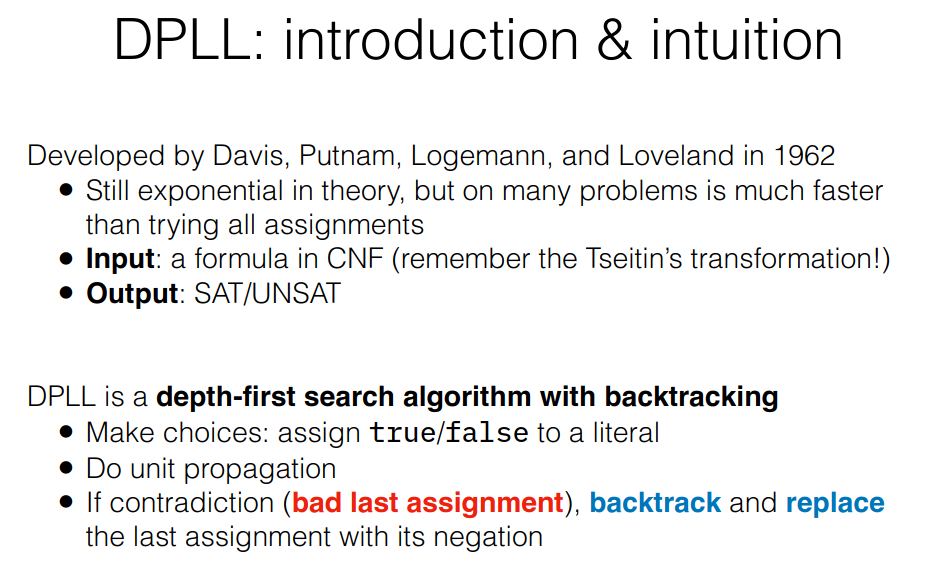 DPLL: introduction & intuition
Developed by Davis, Putnam, Logemann, and Loveland in 1962
• Still exponential in theory, but on many problems is much faster
than trying all assignments
• Input: a formula in CNF (remember the Tseitin’s transformation!)
• Output: SAT/UNSAT
DPLL is a depth-first search algorithm with backtracking
• Make choices: assign true/false to a literal
• Do unit propagation
• If contradiction (bad last assignment), backtrack and replace
the last assignment with its negation